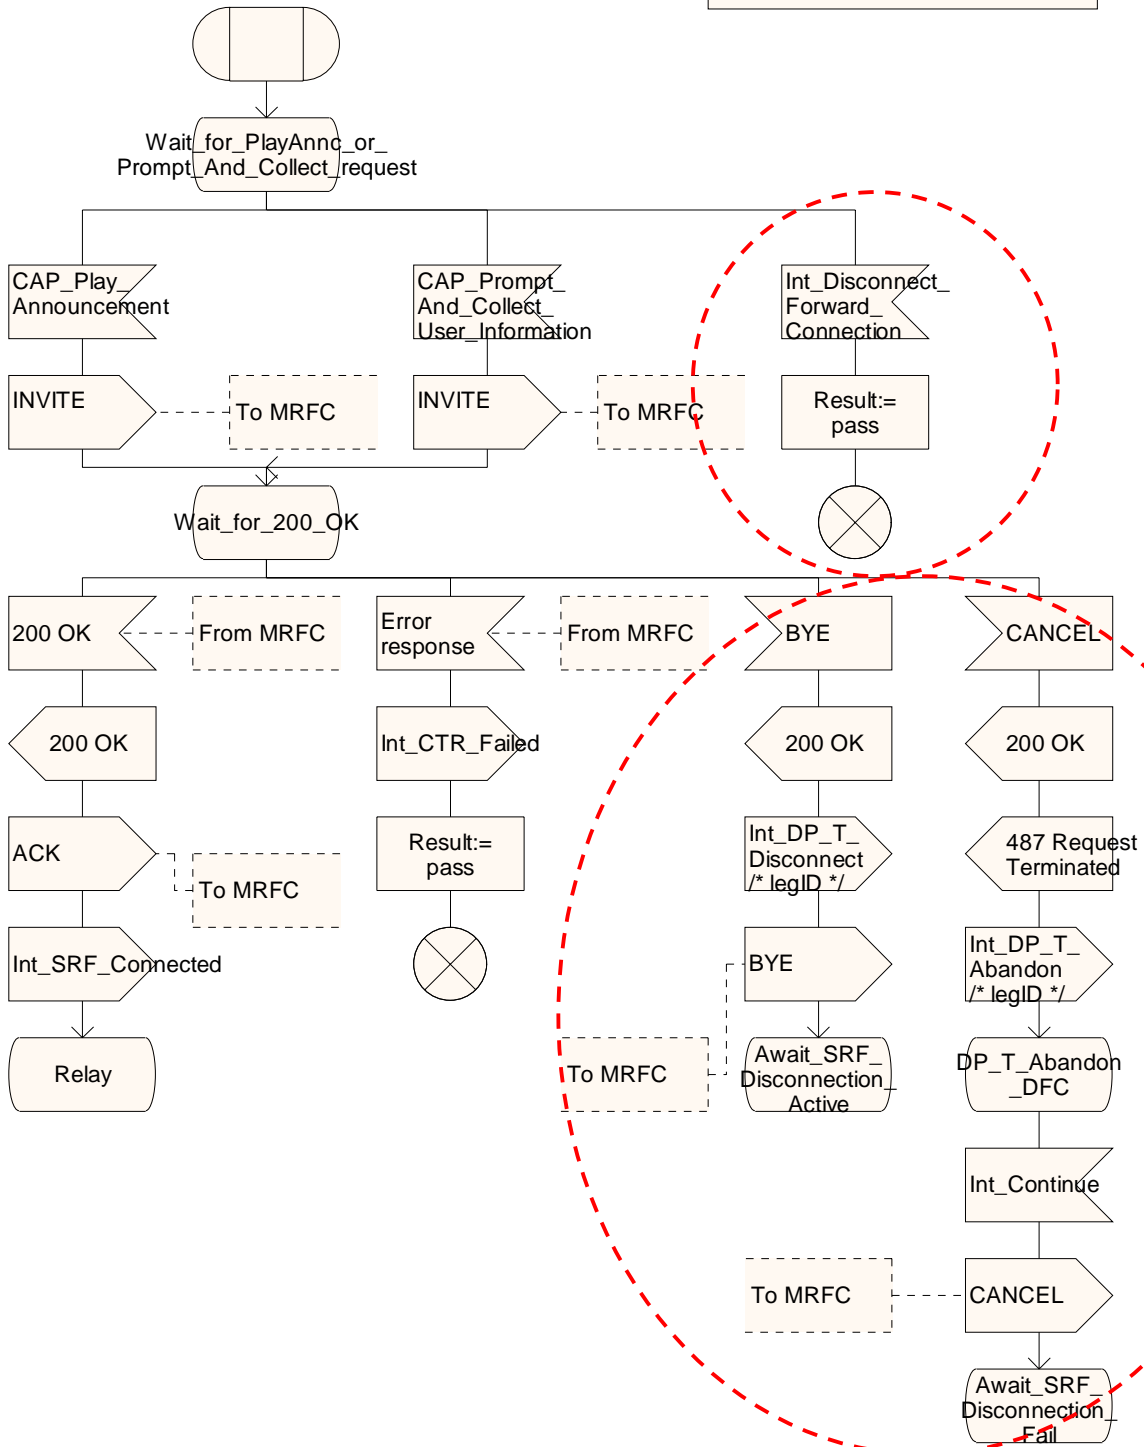 Wait_for_PlayAnnc_or_
Prompt_And_Collect_request
CAP_Play_
Announcement
CAP_Prompt_
And_Collect_
User_Information
Int_Disconnect_
Forward_
Connection
INVITE
To MRFC
INVITE
To MRFC
Result:=
pass
Wait_for_200_OK
200 OK
From MRFC
Error
response
From MRFC
BYE
CANCEL
200 OK
Int_CTR_Failed
200 OK
200 OK
ACK
To MRFC
Result:=
pass
Int_DP_T_
Disconnect
/* legID */
487 Request
Terminated
Int_SRF_Connected
BYE
To MRFC
Int_DP_T_
Abandon
/* legID */
Relay
Await_SRF_
Disconnection_
Active
DP_T_Abandon
_DFC
Int_Continue
To MRFC
CANCEL
Await_SRF_
Disconnection_
Fail